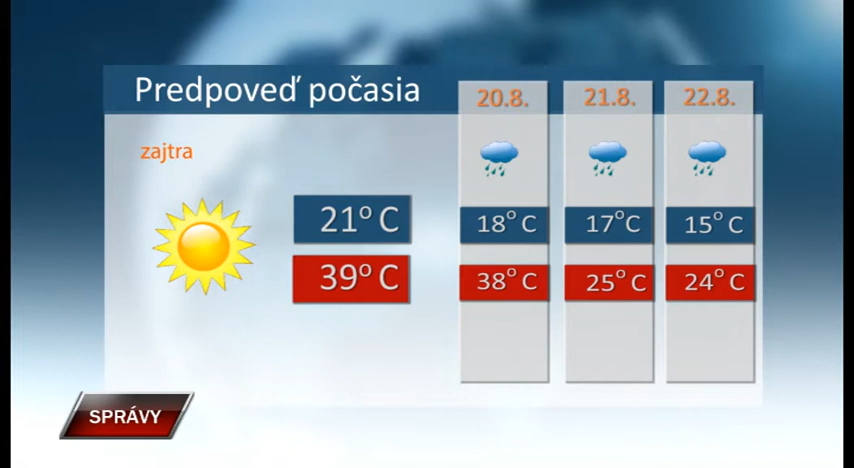 Predpoveď počasia
zajtra
21°C
39°C
20.8.
18°C
38°C
21.8.
17°C
25°C
22.8.
15°C
24°C
SPRÁVY